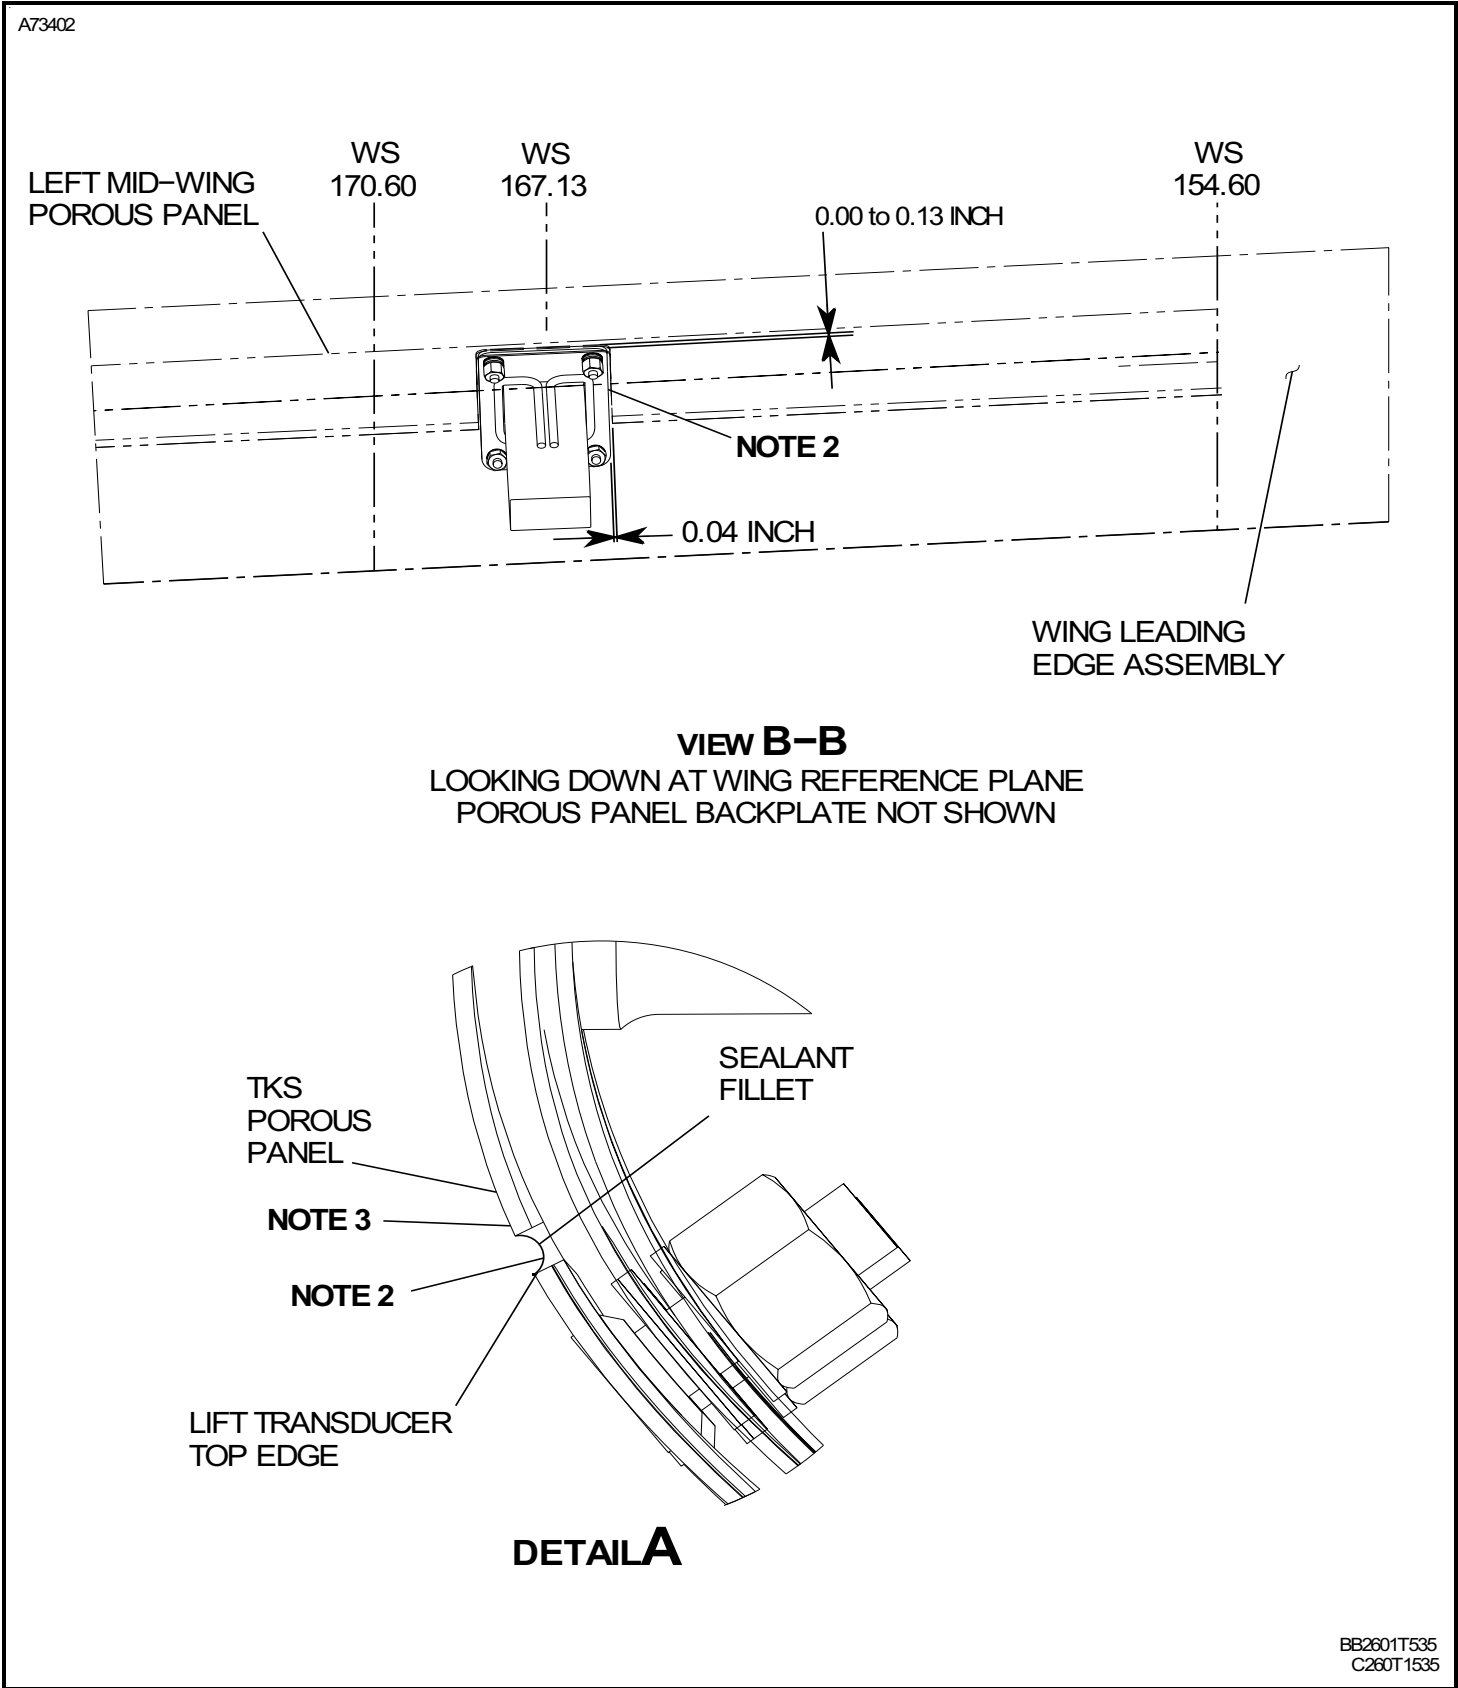 A73402
WS
170.60
WS
167.13
WS
154.60
LEFT MID−WING
POROUS PANEL
0.00 to 0.13 INCH
NOTE 2
0.04 INCH
WING LEADING
EDGE ASSEMBLY
VIEW B−B
LOOKING DOWN AT WING REFERENCE PLANE
POROUS PANEL BACKPLATE NOT SHOWN
SEALANT
FILLET
TKS
POROUS
PANEL
NOTE 3
NOTE 2
LIFT TRANSDUCER
TOP EDGE
DETAIL A
BB2601T535
C260T1535